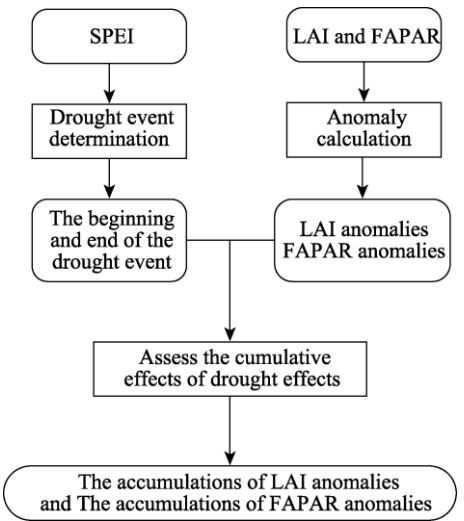 SPEI
LAI and FAPAR
Drought event
determination
Anomaly
calculation
The beginning
and end of the
drought event
LAI anomalies
FAPAR anomalies
Assess the cumulative
effects of drought effects
The accumulations of LAI anomalies
and The accumulations of FAPAR anomalies